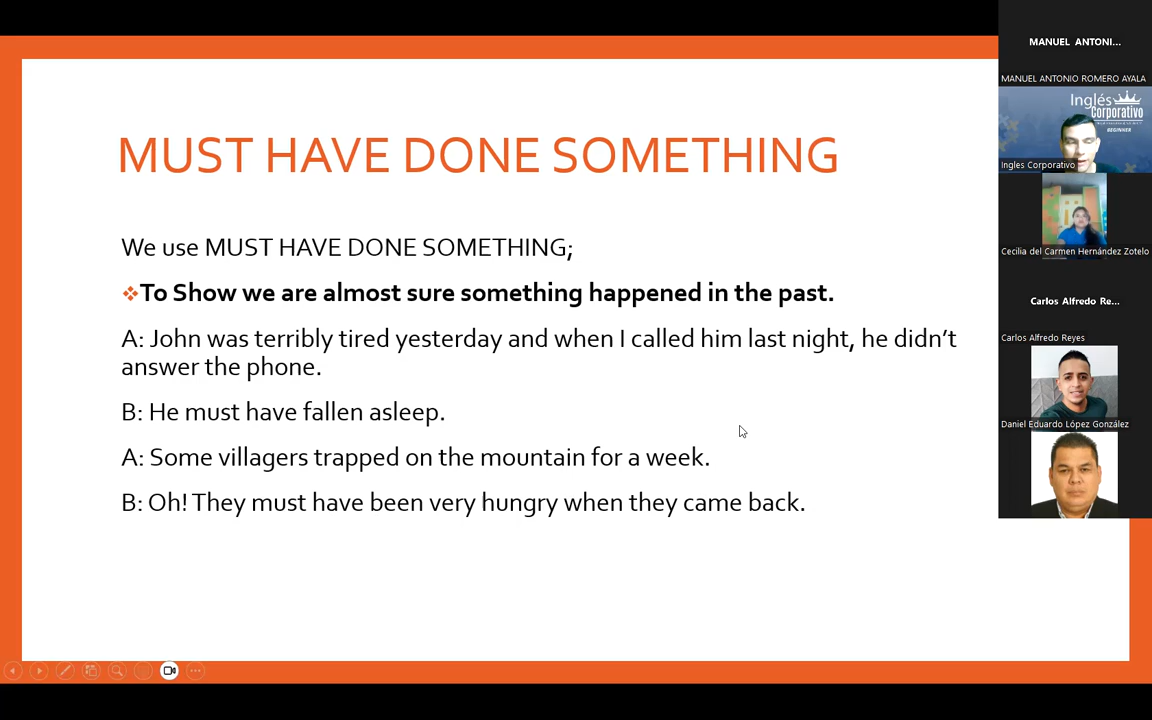 MANUEL ANTONI...
MANUEL ANTONIO ROMERO AYALA
Inglés
Corporativo
BEGINNER
Ingles Corporativo
Cecilia del Carmen Hernández Zotelo
Carlos Alfredo Re...
Carlos Alfredo Reyes
Daniel Eduardo López González
MUST HAVE DONE SOMETHING
We use MUST HAVE DONE SOMETHING;
❖To Show we are almost sure something happened in the past.
A: John was terribly tired yesterday and when I called him last night, he didn’t
answer the phone.
B: He must have fallen asleep.
A: Some villagers trapped on the mountain for a week.
B: Oh! They must have been very hungry when they came back.